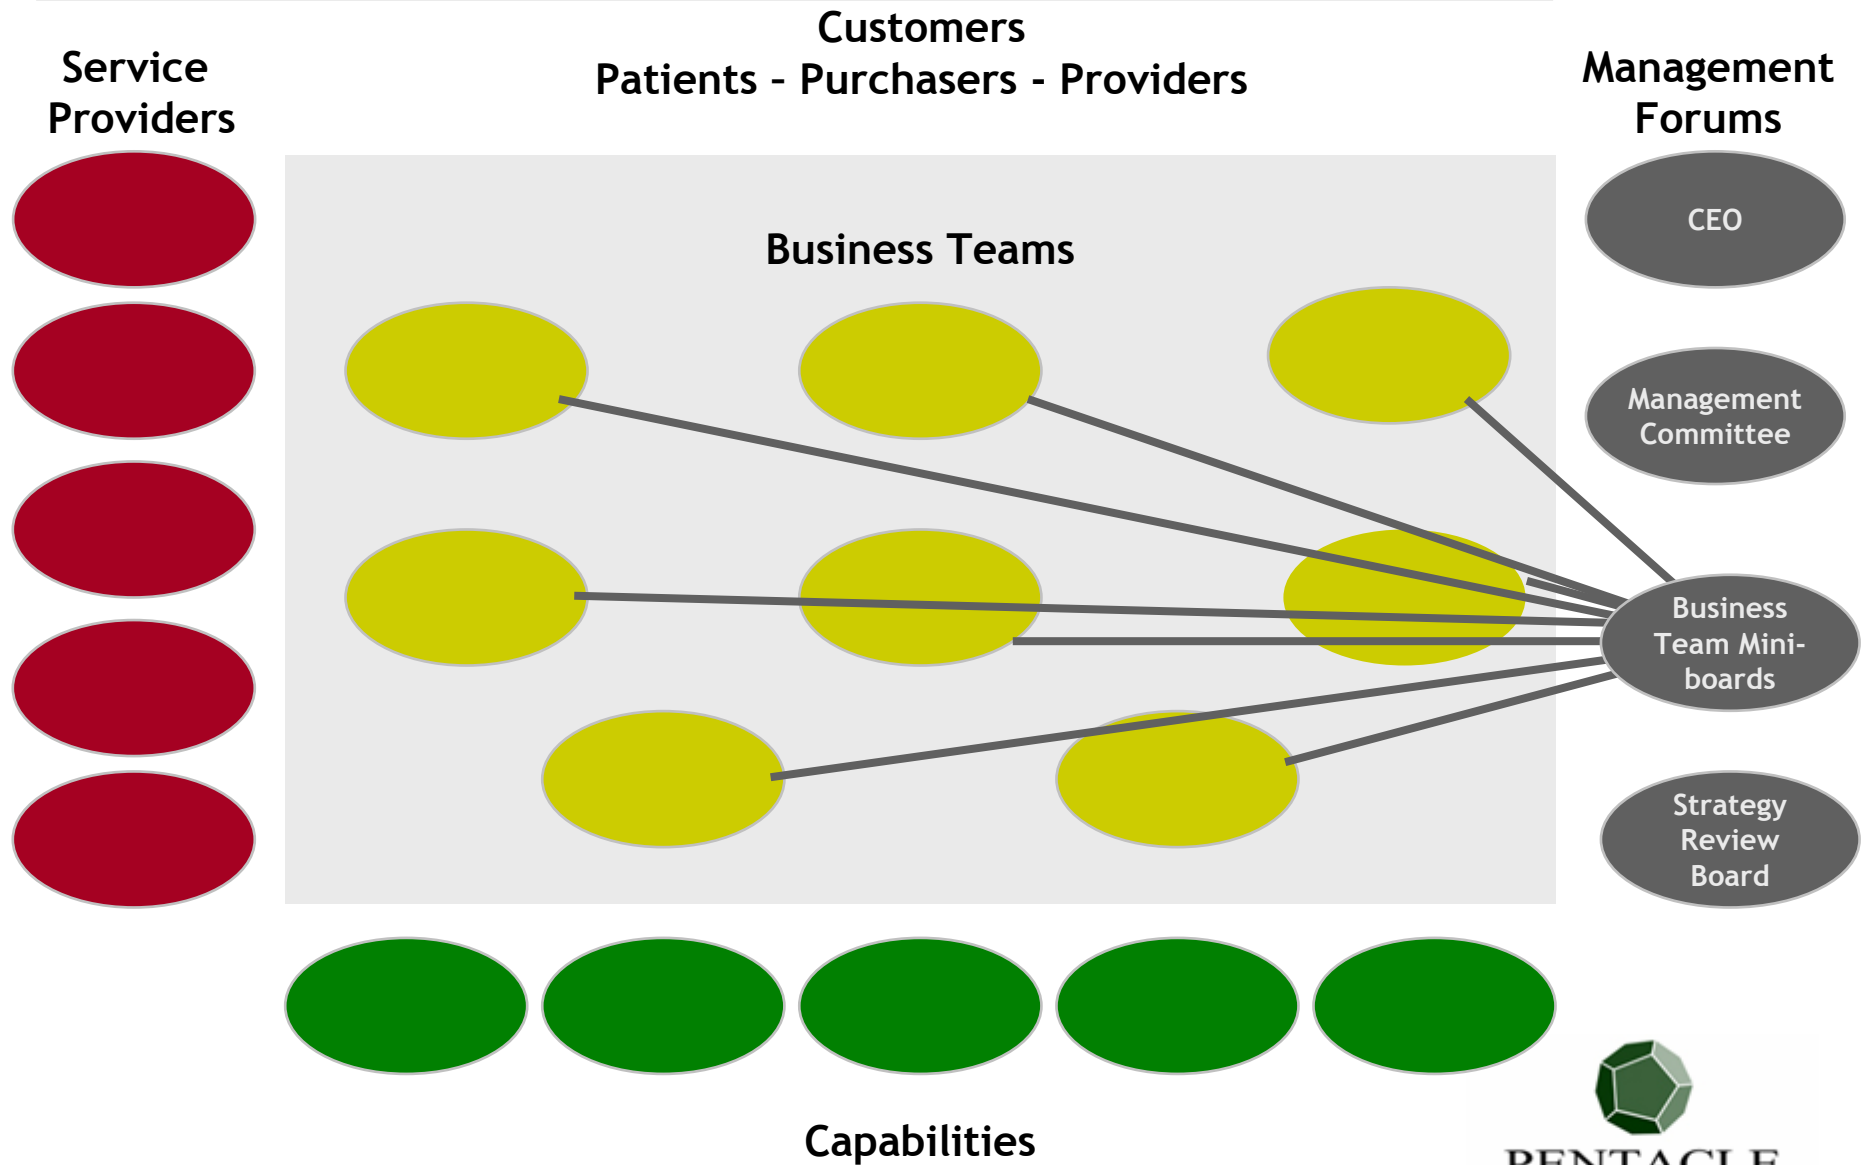 Customers
Patients – Purchasers - Providers
Service
Providers
Management
Forums
Business Teams
CEO
Management
Committee
Business
Team Mini-
boards
Strategy
Review
Board
Capabilities
PENTACLE